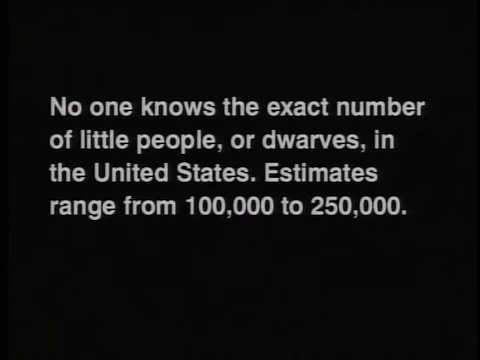 No one knows the exact number
of little people, or dwarves, in
the United States. Estimates
range from 100,000 to 250,000.